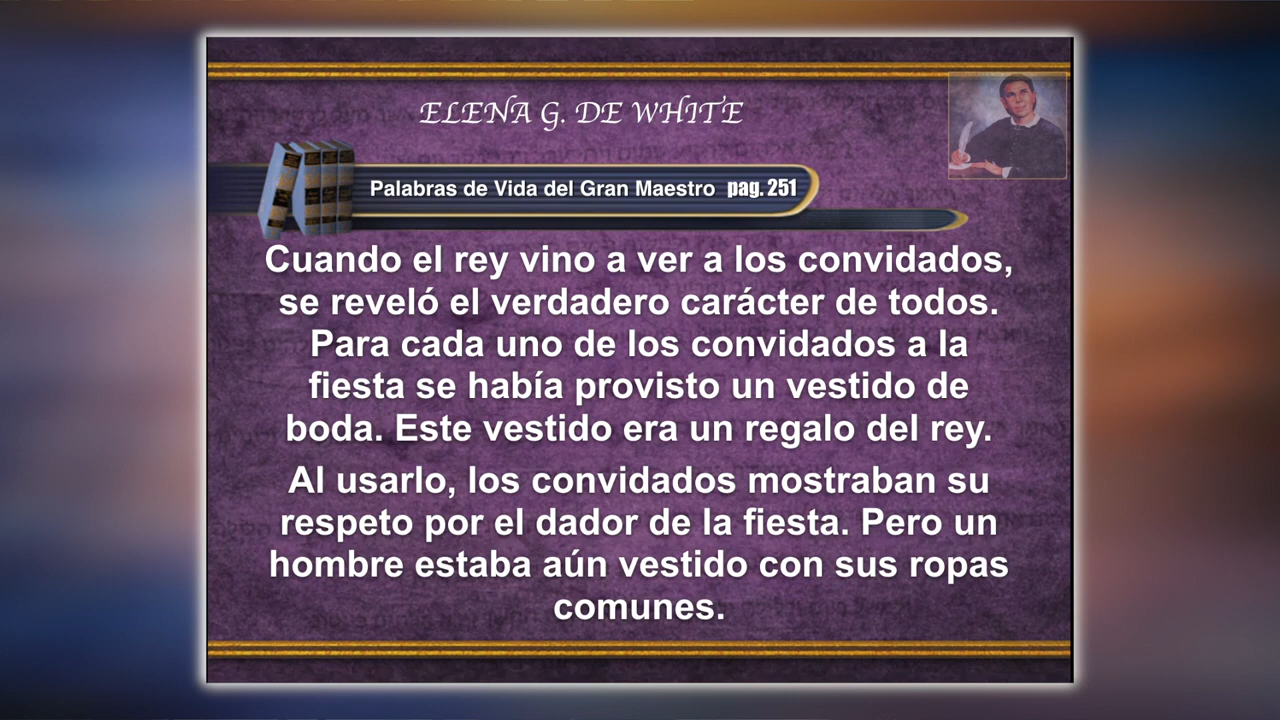 ELENA G. DE WHITE
Palabras de Vida del Gran Maestro pag. 251
Cuando el rey vino a ver a los convidados,
se reveló el verdadero carácter de todos.
Para cada uno de los convidados a la
fiesta se había provisto un vestido de
boda. Este vestido era un regalo del rey.
Al usarlo, los convidados mostraban su
respeto por el dador de la fiesta. Pero un
hombre estaba aún vestido con sus ropas
comunes.